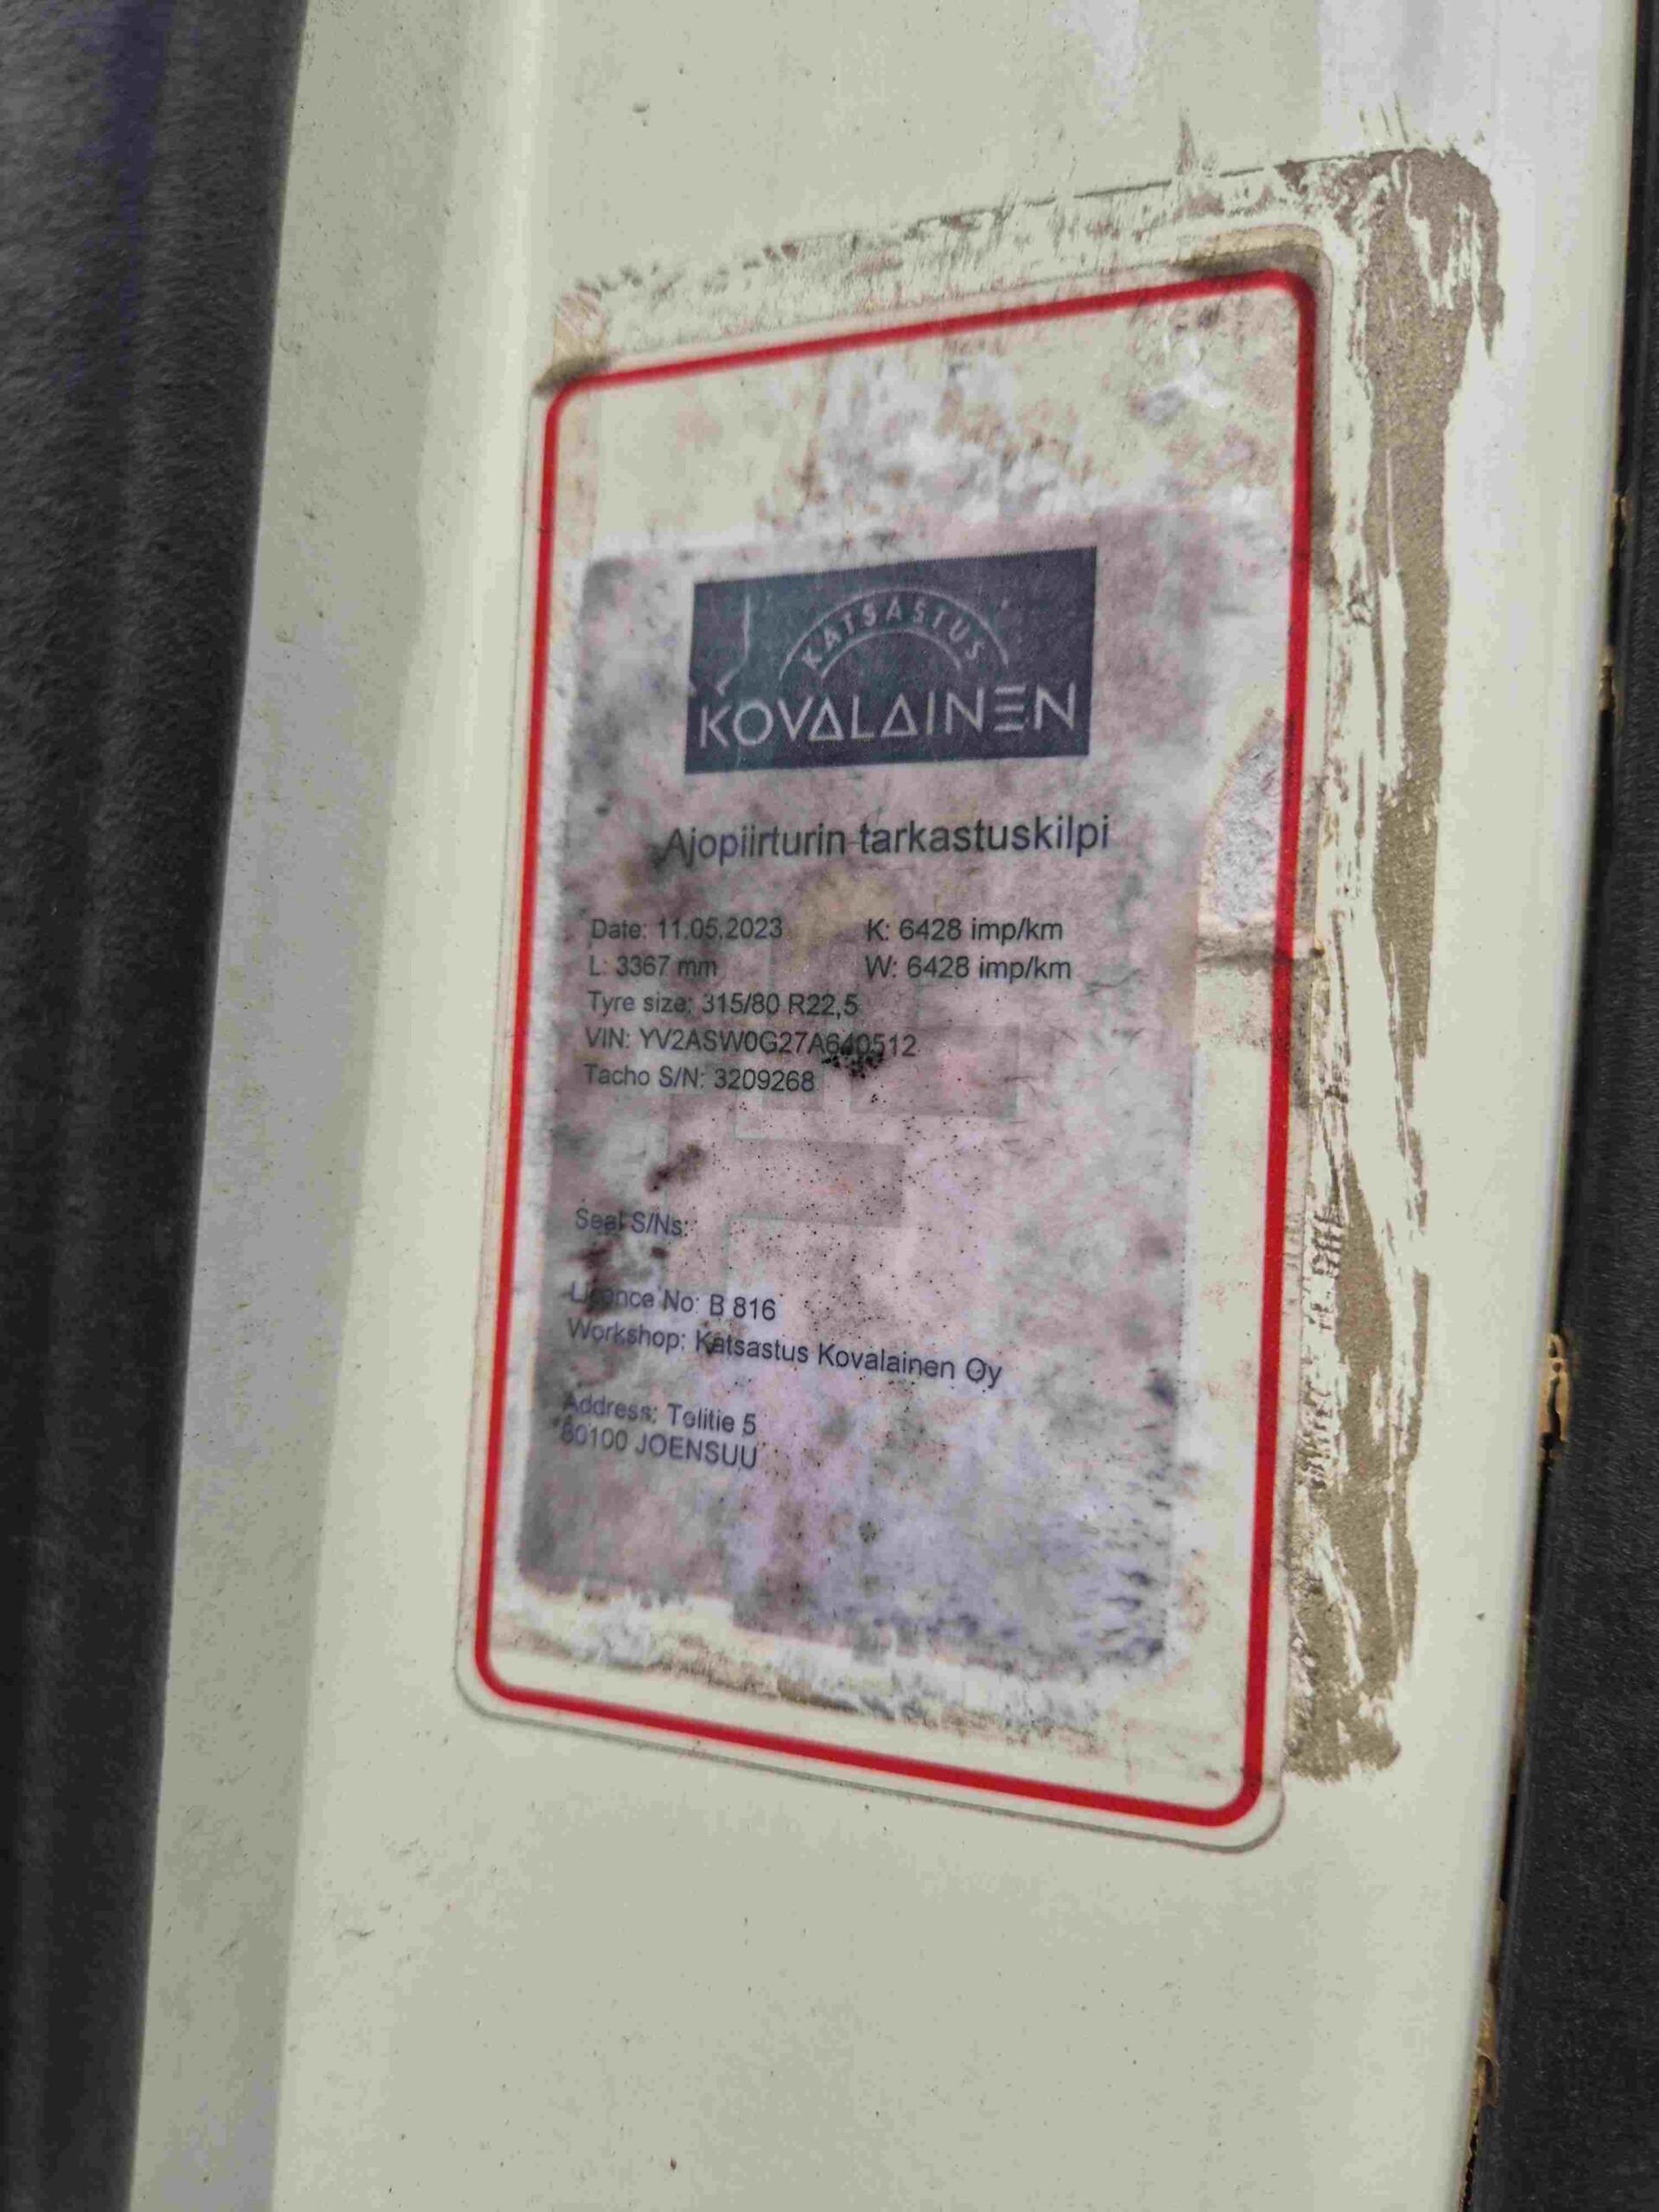 KATSASTUS
KOVALAINEN
Ajopiirturin tarkastuskilpi
Date: 11.05.2023 K: 6428 imp/km
L: 3367 mm W: 6428 imp/km
Tyre size: 315/80 R22,5
VIN: YV2ASW0G27A640512
Tacho S/N: 3209268
Seal S/Ns:
Licence No: B 816
Workshop: Katsastus Kovalainen Oy
Address: Tolitie 5
80100 JOENSUU